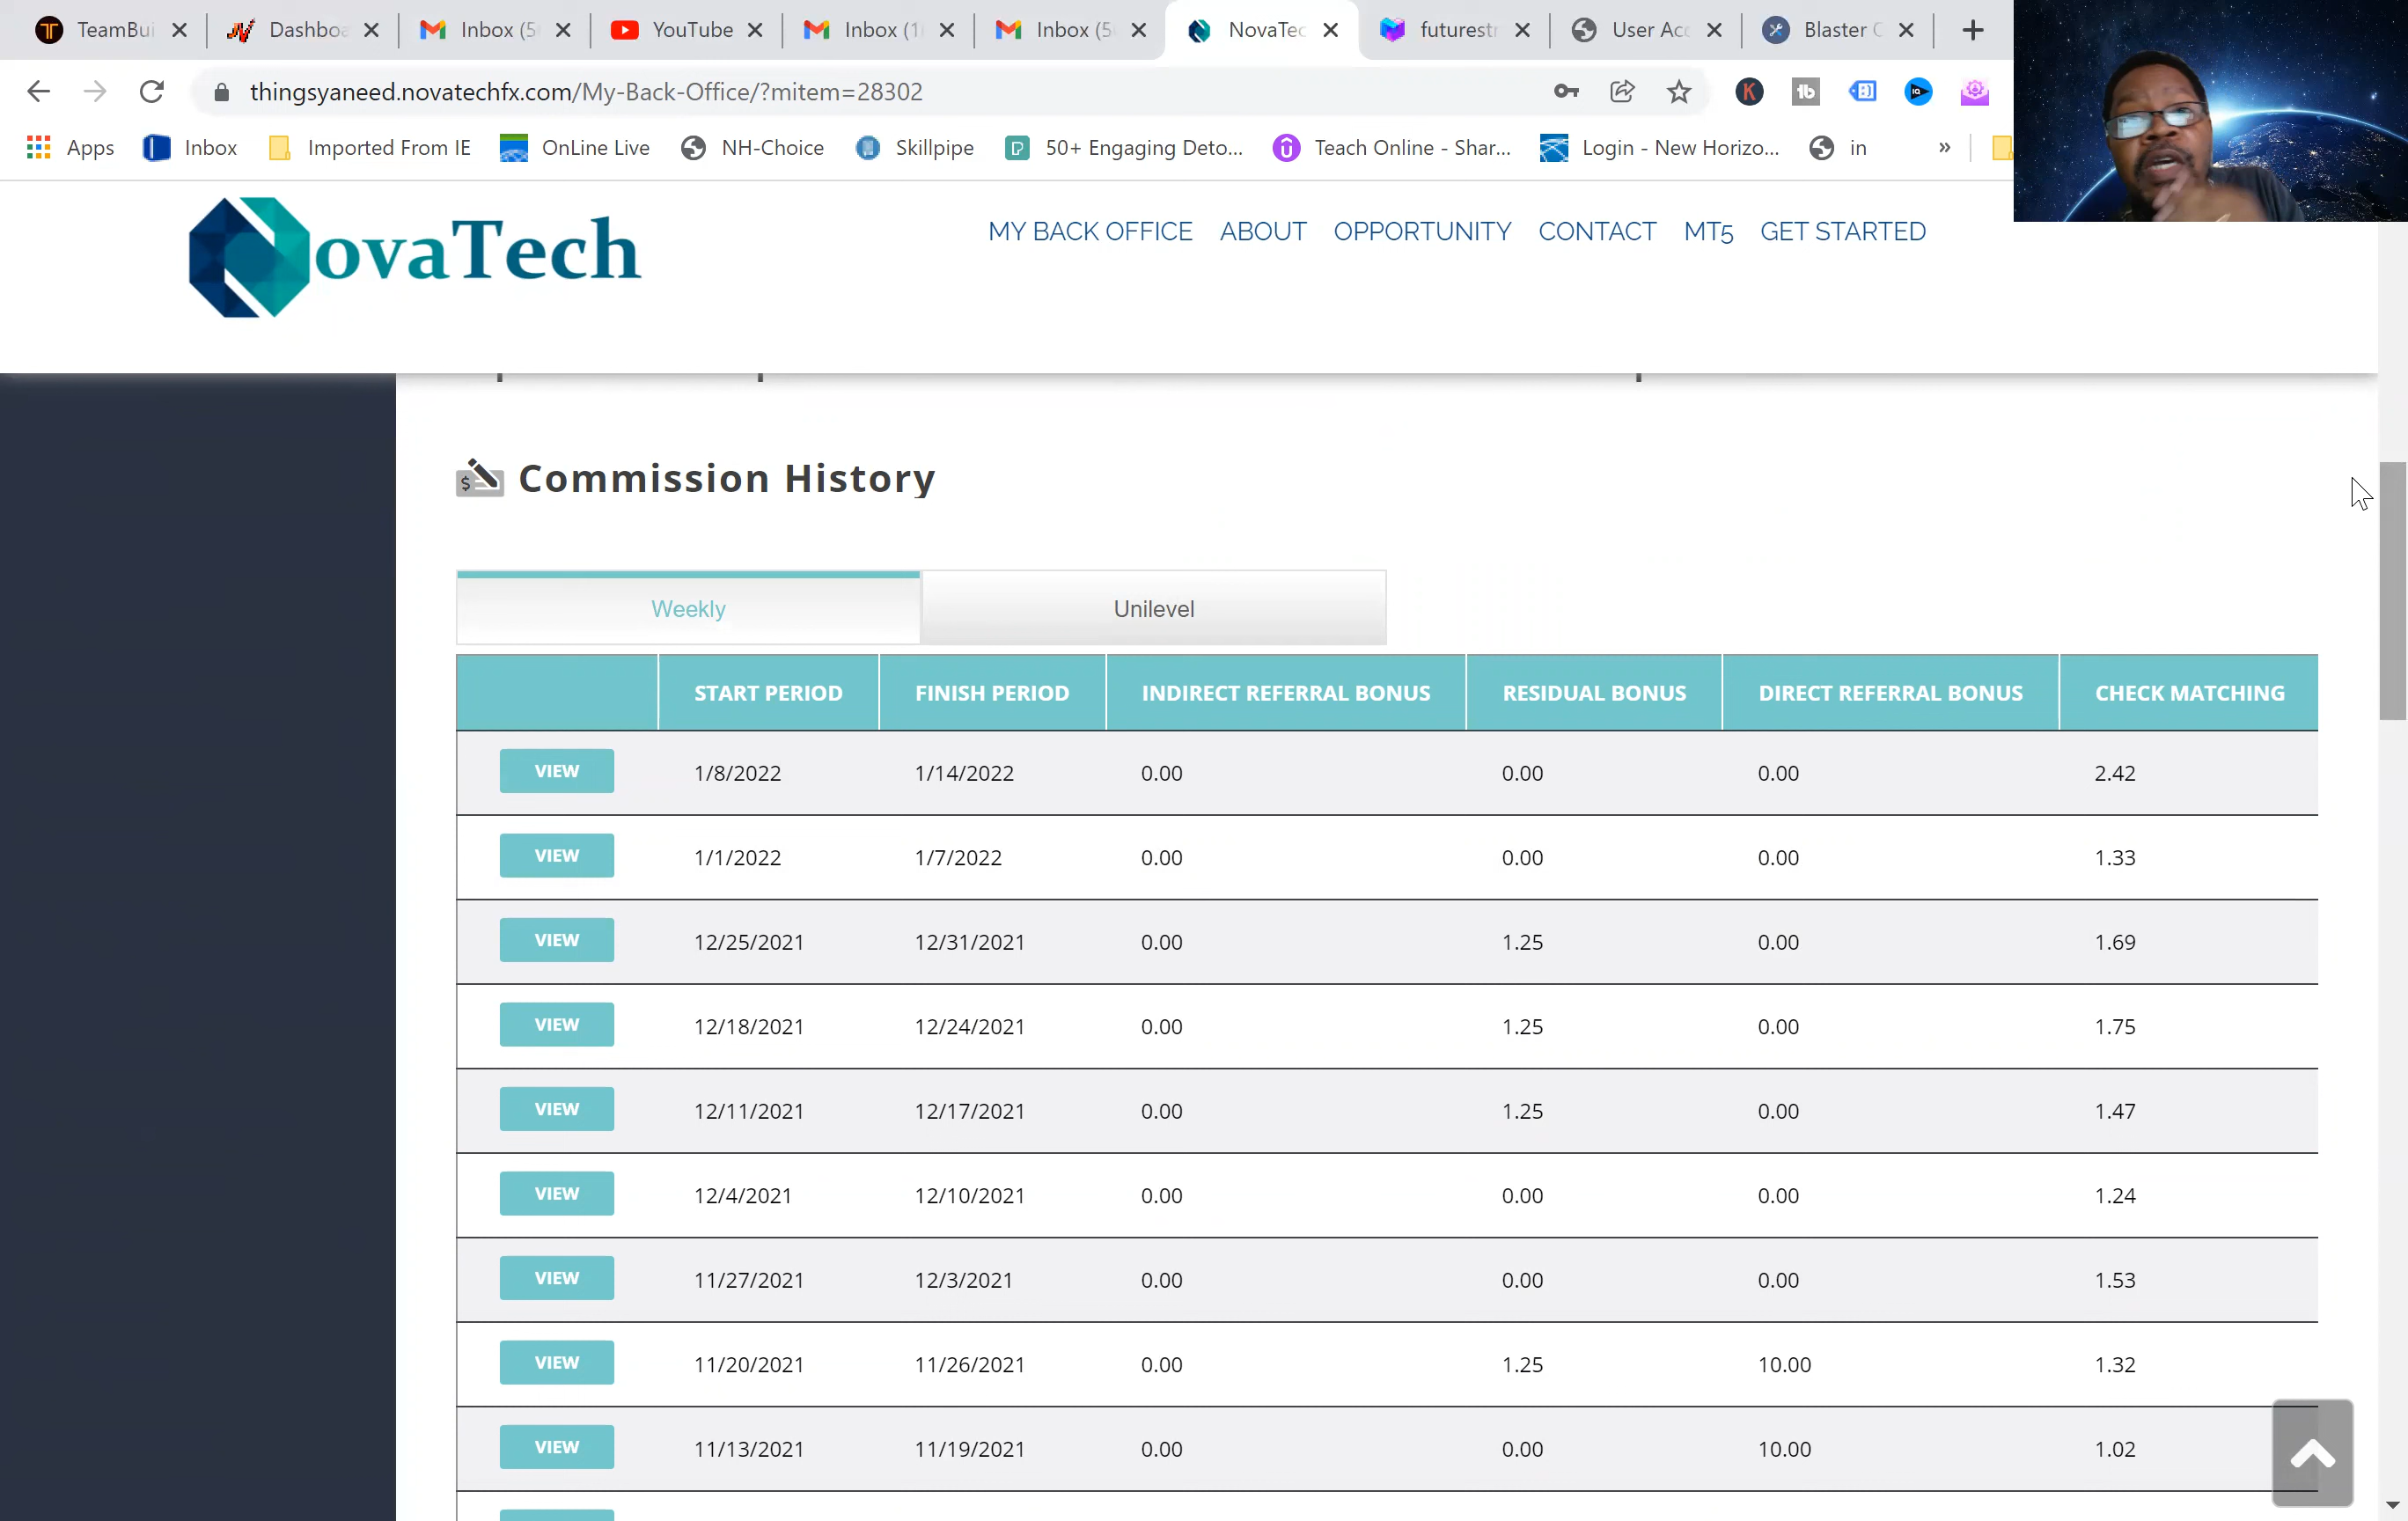 TeamBui Dashboa Inbox (5 YouTube Inbox (1 Inbox (5 NovaTec futurest User Acc Blaster C
thingsyaneed.novatechfx.com/My-Back-Office/?mitem=28302
Apps Inbox Imported From IE OnLine Live NH-Choice Skillpipe 50+ Engaging Deto... Teach Online - Shar... Login - New Horizo... in »
NovaTech
MY BACK OFFICE ABOUT OPPORTUNITY CONTACT MT5 GET STARTED
Commission History
Weekly Unilevel
START PERIOD FINISH PERIOD INDIRECT REFERRAL BONUS RESIDUAL BONUS DIRECT REFERRAL BONUS CHECK MATCHING
VIEW 1/8/2022 1/14/2022 0.00 0.00 0.00 2.42
VIEW 1/1/2022 1/7/2022 0.00 0.00 0.00 1.33
VIEW 12/25/2021 12/31/2021 0.00 1.25 0.00 1.69
VIEW 12/18/2021 12/24/2021 0.00 1.25 0.00 1.75
VIEW 12/11/2021 12/17/2021 0.00 1.25 0.00 1.47
VIEW 12/4/2021 12/10/2021 0.00 0.00 0.00 1.24
VIEW 11/27/2021 12/3/2021 0.00 0.00 0.00 1.53
VIEW 11/20/2021 11/26/2021 0.00 1.25 10.00 1.32
VIEW 11/13/2021 11/19/2021 0.00 0.00 10.00 1.02